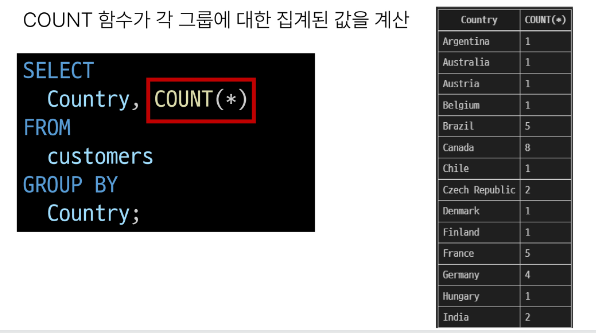 COUNT 함수가 각 그룹에 대한 집계된 값을 계산
SELECT
Country, COUNT(*)
FROM
customers
GROUP BY
Country;
Country COUNT(*)
Argentina 1
Australia 1
Austria 1
Belgium 1
Brazil 5
Canada 8
Chile 1
Czech Republic 2
Denmark 1
Finland 1
France 5
Germany 4
Hungary 1
India 2